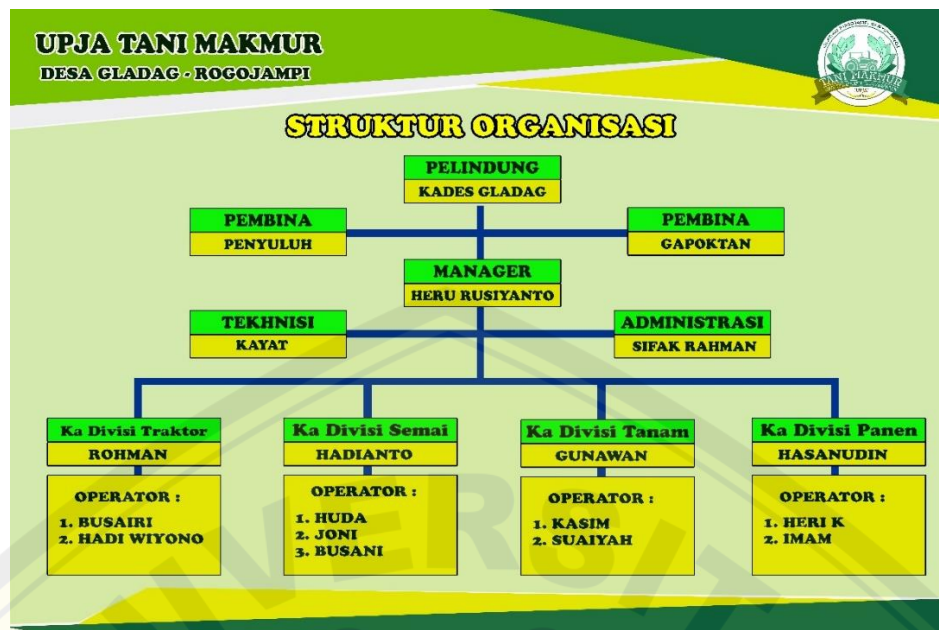 UPJA TANI MAKMUR
DESA GLADAG - ROGOJAMPI
TANI MAKMUR
UPJA
STRUKTUR ORGANISASI
PELINDUNG
KADES GLADAG
PEMBINA
PENYULUH
PEMBINA
GAPOKTAN
MANAGER
HERU RUSIYANTO
TEKHNISI
KAYAT
ADMINISTRASI
SIFAK RAHMAN
Ka Divisi Traktor
ROHMAN
OPERATOR :
1. BUSAIRI
2. HADI WIYONO
Ka Divisi Semai
HADIANTO
OPERATOR :
1. HUDA
2. JONI
3. BUSANI
Ka Divisi Tanam
GUNAWAN
OPERATOR :
1. KASIM
2. SUAIYAH
Ka Divisi Panen
HASANUDIN
OPERATOR :
1. HERI K
2. IMAM